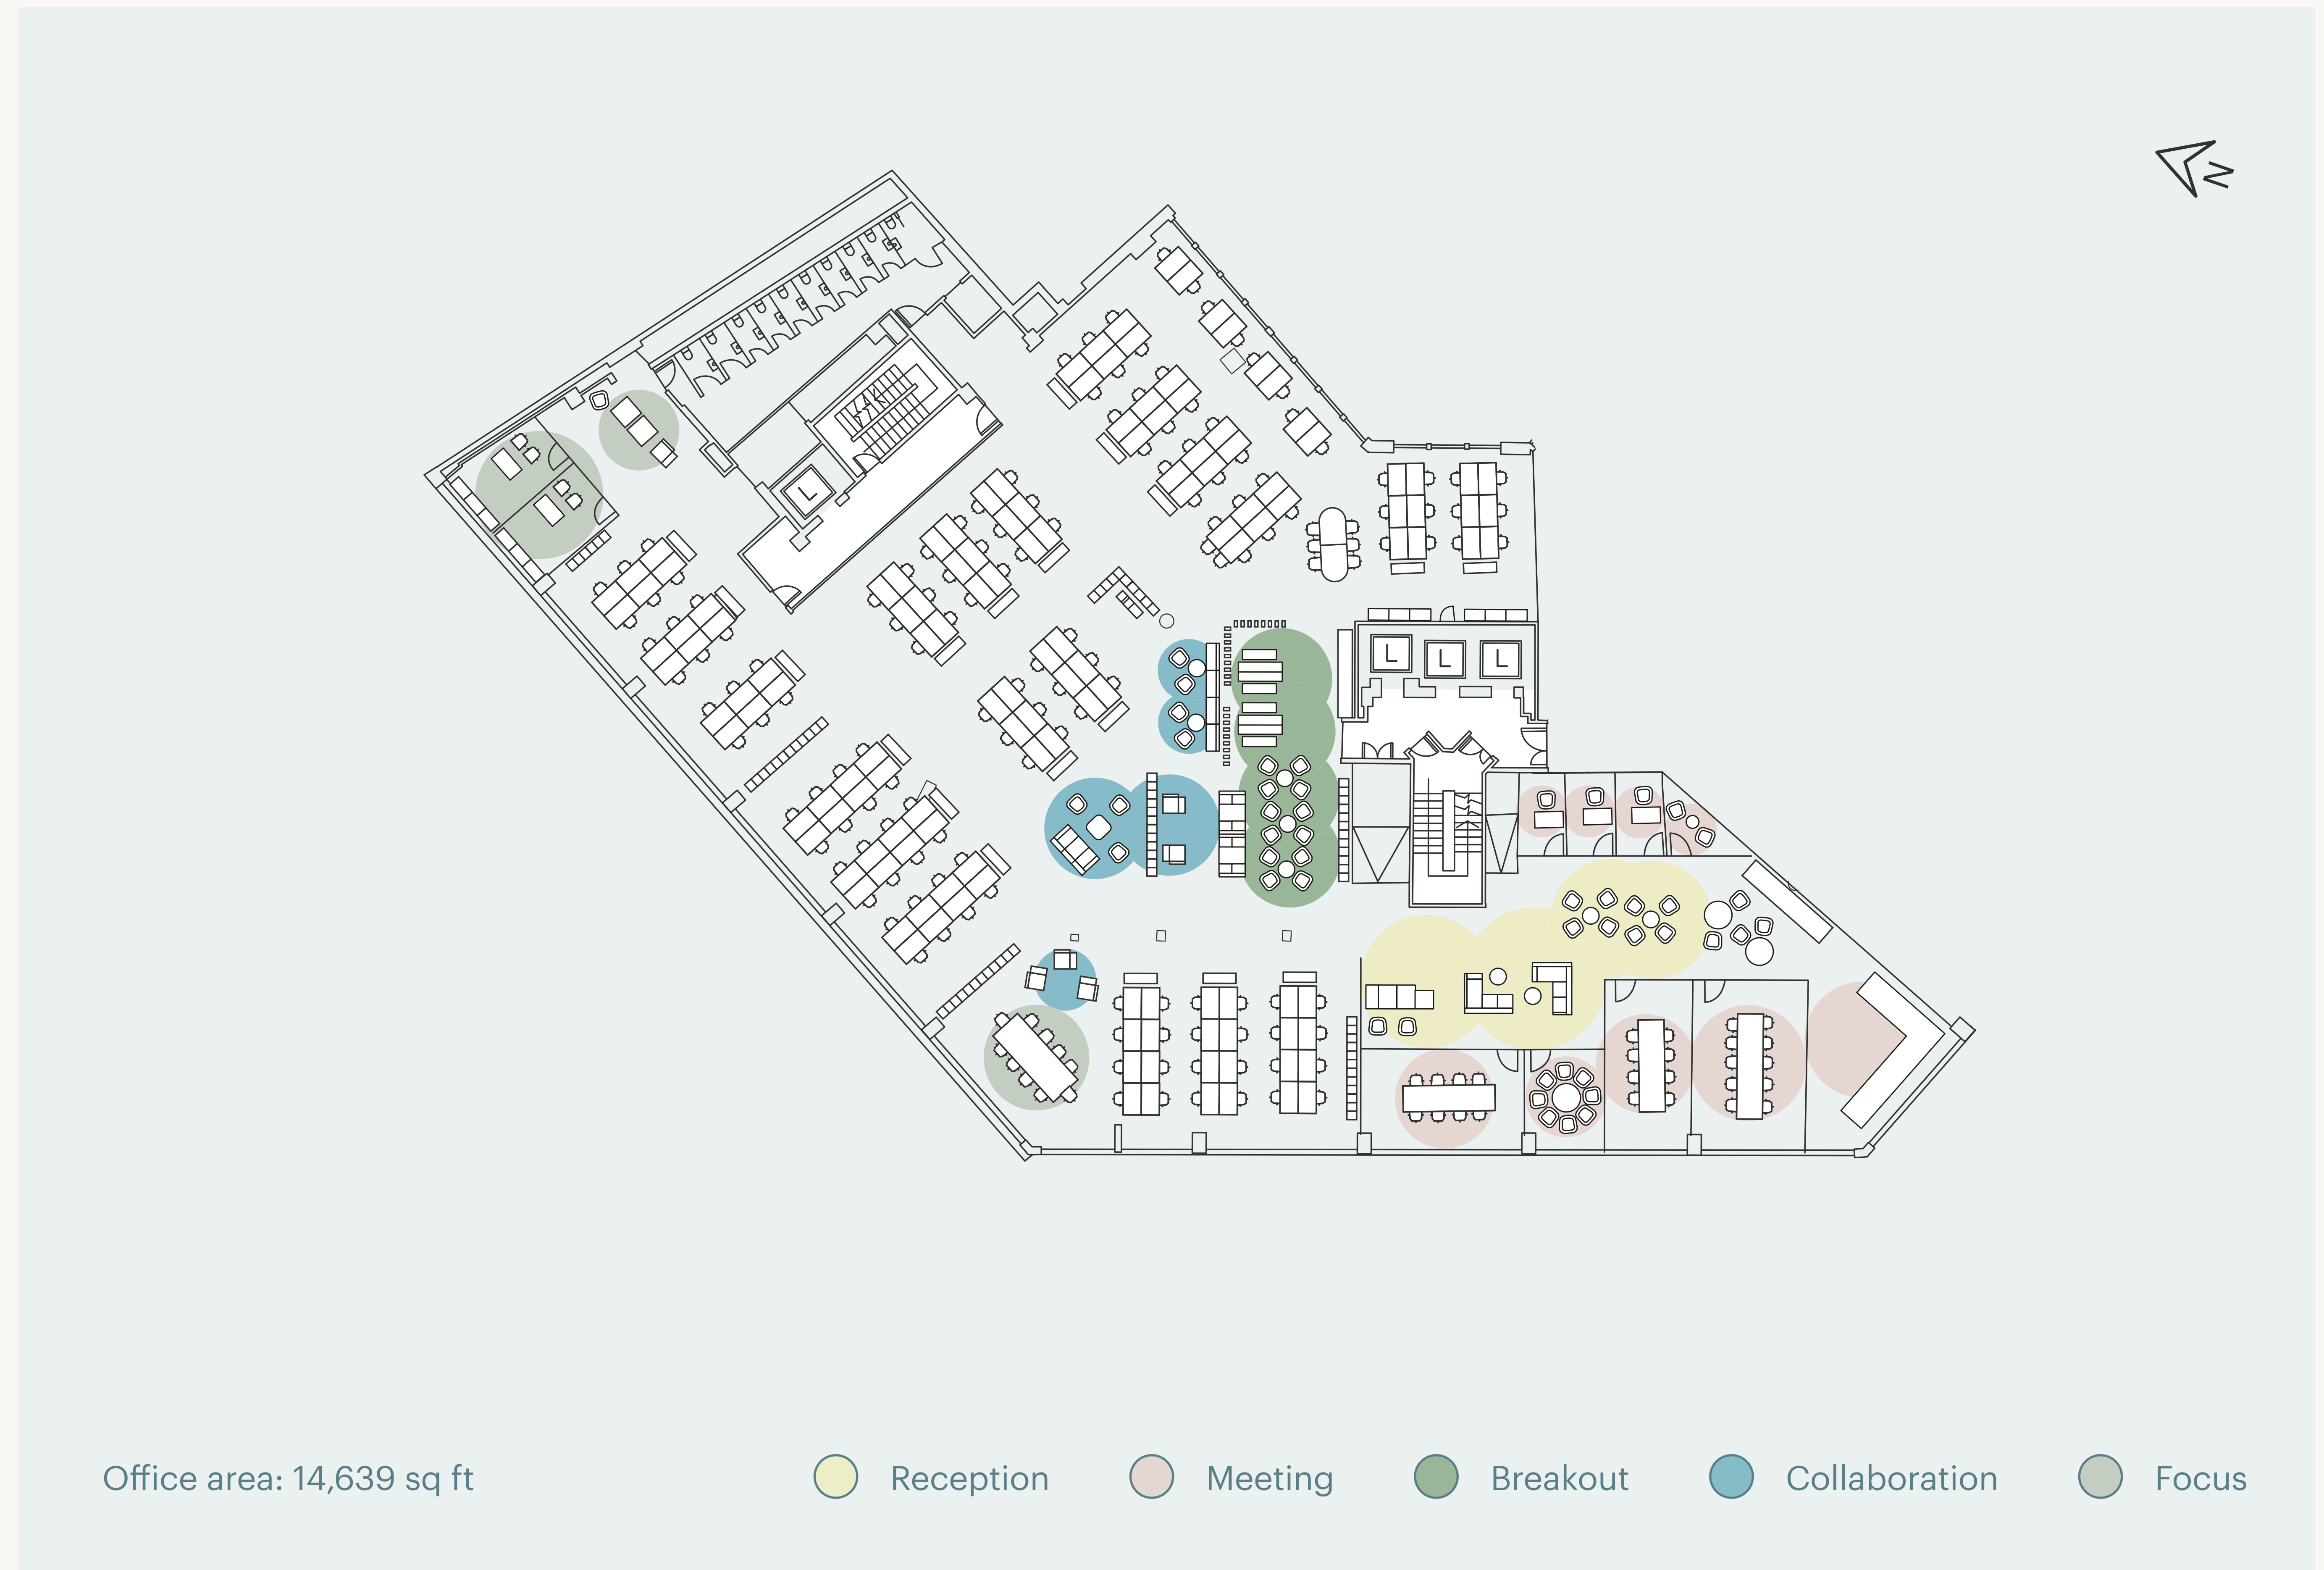 N
L
L
L
L
Office area: 14,639 sq ft
Reception
Meeting
Breakout
Collaboration
Focus